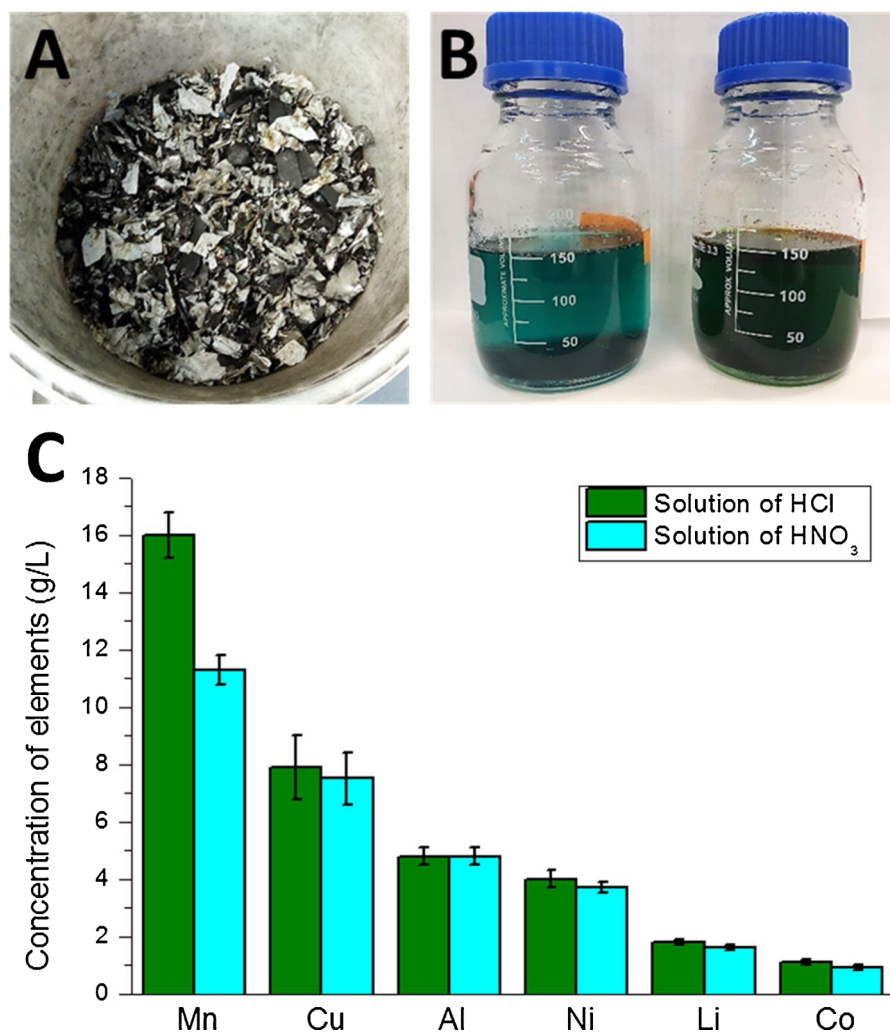 A
B
200
150
100
50
APPROXIMATE VOLUME
150
100
50
APPROX VOLUME
C
Concentration of elements (g/L)
18
16
14
12
10
8
6
4
2
0
Solution of HCl
Solution of HNO₃
Mn Cu Al Ni Li Co